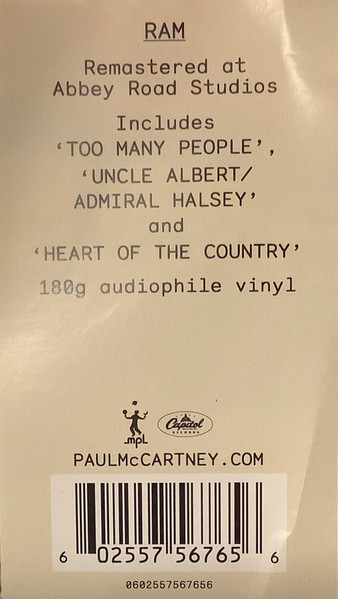 RAM
Remastered at
Abbey Road Studios
Includes
‘TOO MANY PEOPLE’,
‘UNCLE ALBERT/
ADMIRAL HALSEY’
and
‘HEART OF THE COUNTRY’
180g audiophile vinyl
mpl Capitol
PAULMcCARTNEY.COM
6 02557 56765 6
0602557567656